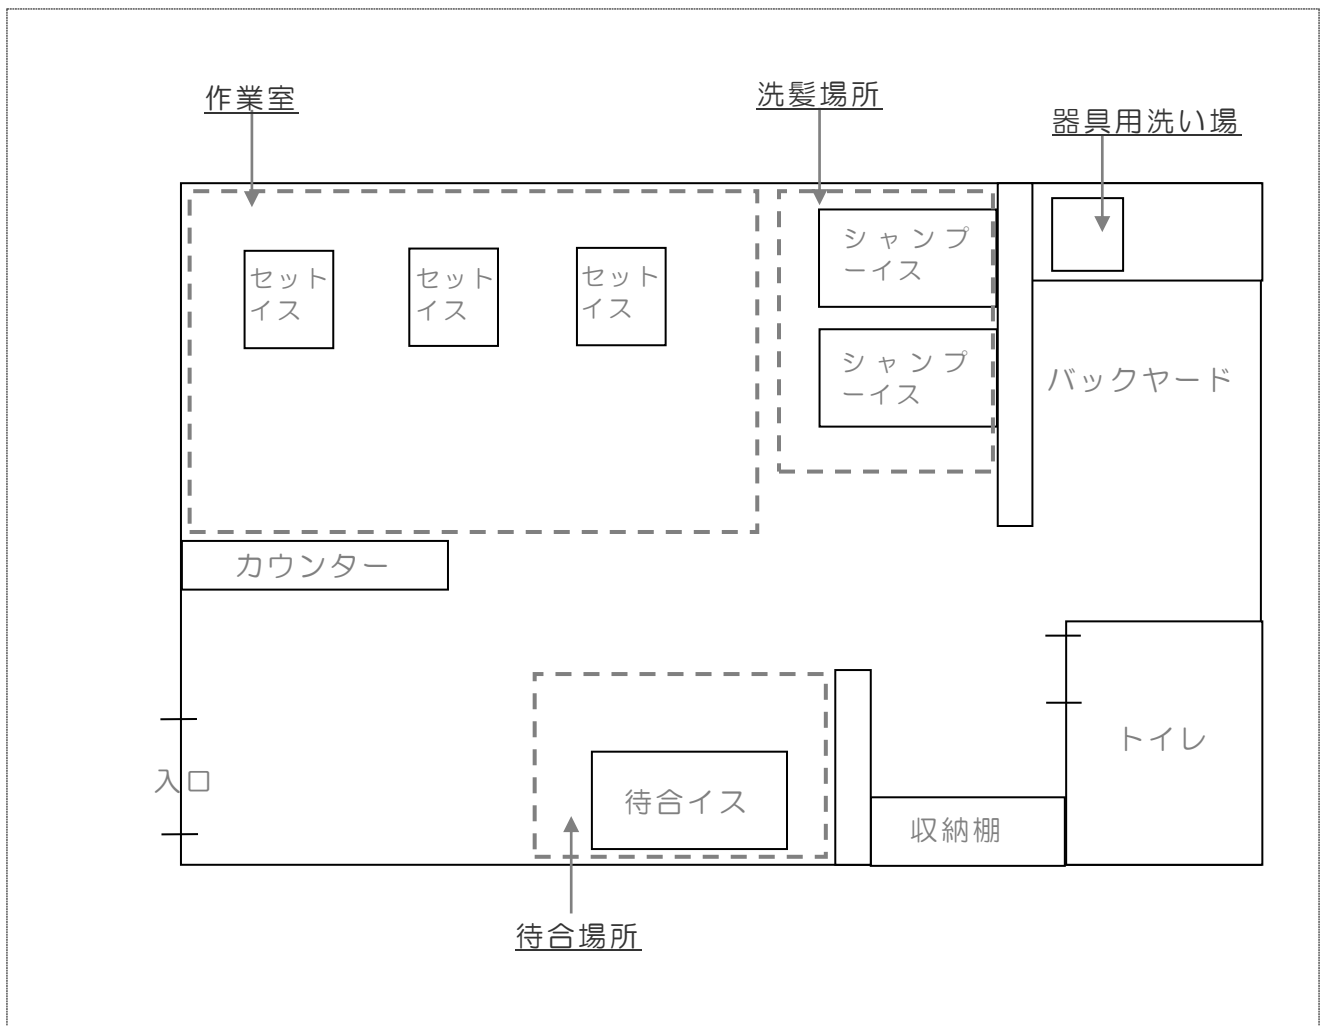 作業室
洗髪場所
器具用洗い場
セット
イス
セット
イス
セット
イス
シャンプ
ーイス
シャンプ
ーイス
バックヤード
カウンター
入口
待合イス
収納棚
トイレ
待合場所